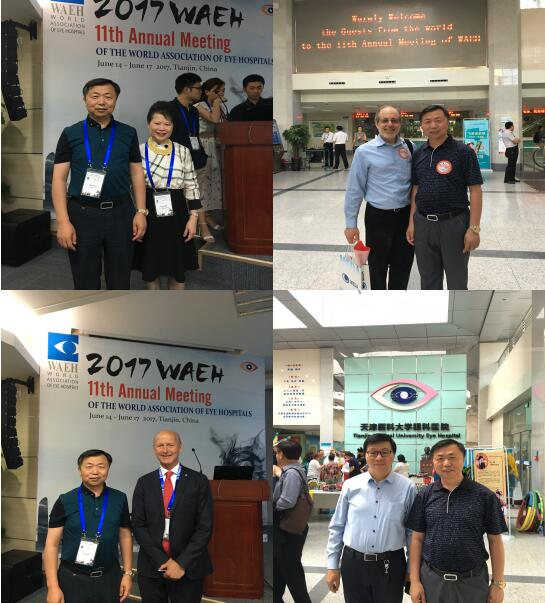 WAEH
WORLD
ASSOCIATION
OF EYE HOSPITALS
2017 WAEH
11th Annual Meeting
OF THE WORLD ASSOCIATION OF EYE HOSPITALS
June 14 – June 17 2017, Tianjin, China
Warmly Welcome
the Guests from the world
to the 11th Annual Meeting of WAEH
WAEH
WORLD
ASSOCIATION
OF EYE HOSPITALS
2017 WAEH
11th Annual Meeting
OF THE WORLD ASSOCIATION OF EYE HOSPITALS
June 14 – June 17 2017, Tianjin, China
天津医科大学眼科医院
University Eye Hospital